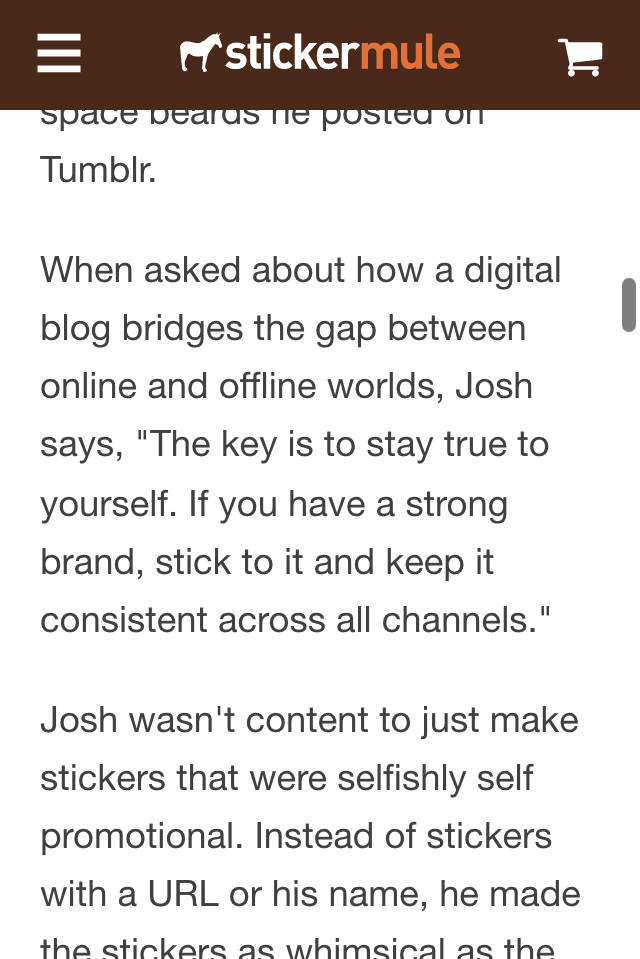 stickermule
space beards he posted on
Tumblr.
When asked about how a digital
blog bridges the gap between
online and offline worlds, Josh
says, "The key is to stay true to
yourself. If you have a strong
brand, stick to it and keep it
consistent across all channels."
Josh wasn't content to just make
stickers that were selfishly self
promotional. Instead of stickers
with a URL or his name, he made
the stickers as whimsical as the